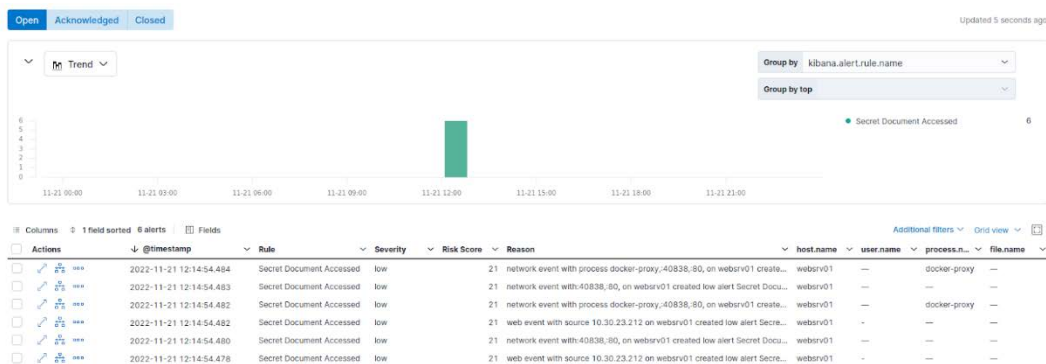 Open Acknowledged Closed Updated 5 seconds ago
Trend Group by kibana.alert.rule.name
Group by top
6 Secret Document Accessed 6
5
4
3
2
1
0
11-21 00:00 11-21 03:00 11-21 06:00 11-21 09:00 11-21 12:00 11-21 15:00 11-21 18:00 11-21 21:00
Columns 1 field sorted 6 alerts Fields Additional filters Grid view
Actions @timestamp Rule Severity Risk Score Reason host.name user.name process.n... file.name
2022-11-21 12:14:54.484 Secret Document Accessed low 21 network event with process docker-proxy,:40838,:80, on websrv01 create... websrv01 — docker-proxy —
2022-11-21 12:14:54.483 Secret Document Accessed low 21 network event with:40838,:80, on websrv01 created low alert Secret Docu... websrv01 — — —
2022-11-21 12:14:54.482 Secret Document Accessed low 21 network event with process docker-proxy,:40838,:80, on websrv01 create... websrv01 — docker-proxy —
2022-11-21 12:14:54.482 Secret Document Accessed low 21 web event with source 10.30.23.212 on websrv01 created low alert Secre... websrv01 - — —
2022-11-21 12:14:54.480 Secret Document Accessed low 21 network event with:40838,:80, on websrv01 created low alert Secret Docu... websrv01 — — —
2022-11-21 12:14:54.478 Secret Document Accessed low 21 web event with source 10.30.23.212 on websrv01 created low alert Secre... websrv01 - — —